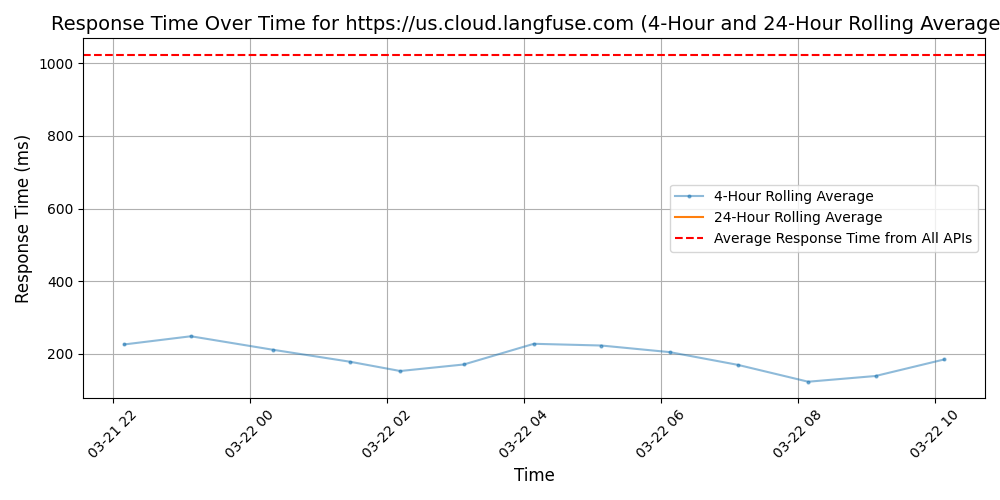 Response Time Over Time for https://us.cloud.langfuse.com (4-Hour and 24-Hour Rolling Average
Response Time (ms)
1000
800
600
400
200
4-Hour Rolling Average
24-Hour Rolling Average
Average Response Time from All APIs
03-21 22
03-22 00
03-22 02
03-22 04
03-22 06
03-22 08
03-22 10
Time